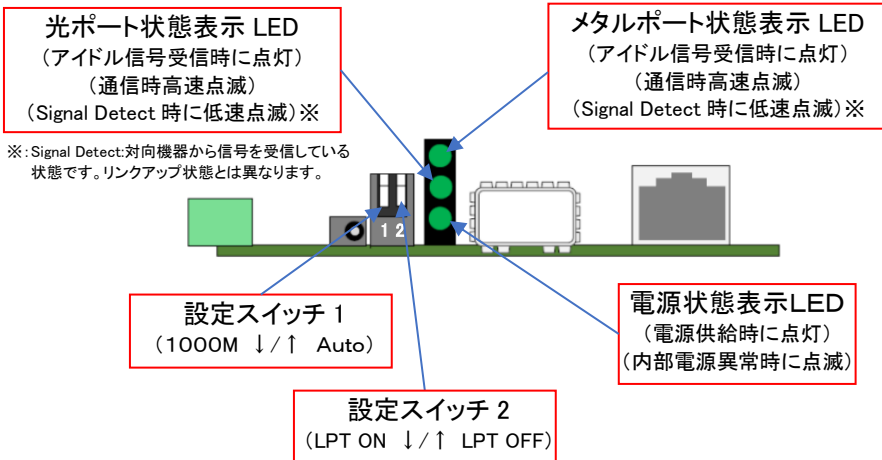 光ポート状態表示 LED
(アイドル信号受信時に点灯)
(通信時高速点滅)
(Signal Detect 時に低速点滅)※
メタルポート状態表示 LED
(アイドル信号受信時に点灯)
(通信時高速点滅)
(Signal Detect 時に低速点滅)※
※:Signal Detect:対向機器から信号を受信している
状態です。リンクアップ状態とは異なります。
1 2
設定スイッチ 1
(1000M ↓/↑ Auto)
電源状態表示LED
(電源供給時に点灯)
(内部電源異常時に点滅)
設定スイッチ 2
(LPT ON ↓/↑ LPT OFF)